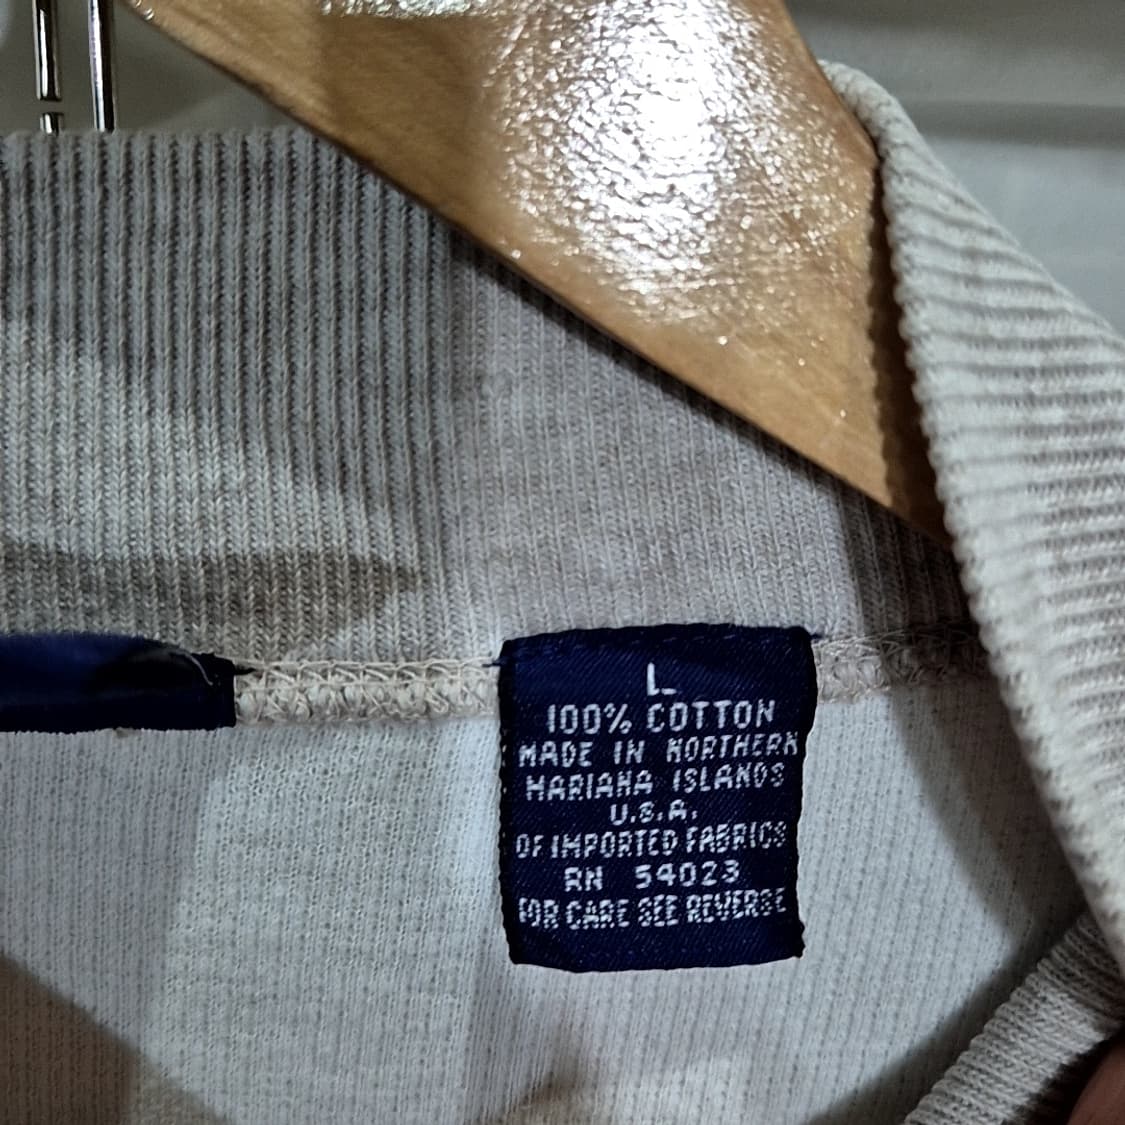 L
100% COTTON
MADE IN NORTHERN
MARIANA ISLANDS
U.S.A.
OF IMPORTED FABRICS
RN 54023
FOR CARE SEE REVERSE